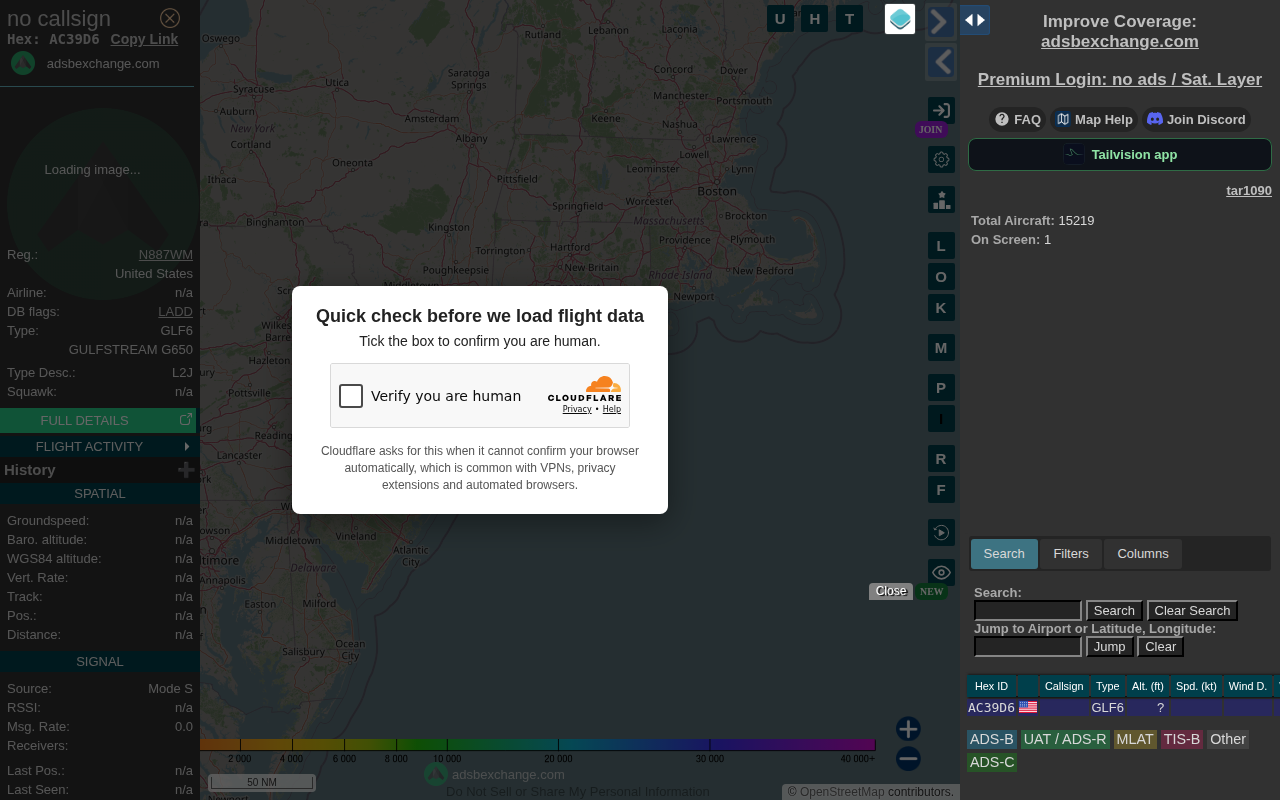 no callsign
Hex: AC39D6 Copy Link
adsbexchange.com
Loading image...
Reg.: N887WM
United States
Airline: n/a
DB flags: LADD
Type: GLF6
GULFSTREAM G650
Type Desc.: L2J
Squawk: n/a
FULL DETAILS
FLIGHT ACTIVITY
History
SPATIAL
Groundspeed: n/a
Baro. altitude: n/a
WGS84 altitude: n/a
Vert. Rate: n/a
Track: n/a
Pos.: n/a
Distance: n/a
SIGNAL
Source: Mode S
RSSI: n/a
Msg. Rate: 0.0
Receivers:
Last Pos.: n/a
Last Seen: n/a
Oswego
Rutland
Lebanon
Laconia
Syracuse
Utica
Saratoga
Springs
Concord
Dover
Manchester
Portsmouth
Auburn
Amsterdam
Keene
Nashua
New York
Cortland
Albany
Lawrence
Lowell
Oneonta
Pittsfield
Leominster
Lynn
Ithaca
Boston
Springfield
Worcester
Binghamton
Kingston
Massachusetts
Brockton
Torrington
Hartford
Providence
Plymouth
Poughkeepsie
New Britain
Rhode Island
New Bedford
Middletown
Newport
Hazleton
Pottsville
Reading
Lancaster
Middletown
Vineland
Atlantic
City
Delaware
Annapolis
Easton
Milford
Ocean
City
Salisbury
U
H
T
JOIN
L
O
K
M
P
I
R
F
Close
NEW
Quick check before we load flight data
Tick the box to confirm you are human.
Verify you are human
CLOUDFLARE
Privacy • Help
Cloudflare asks for this when it cannot confirm your browser
automatically, which is common with VPNs, privacy
extensions and automated browsers.
2 000 4 000 6 000 8 000 10 000 20 000 30 000 40 000+
50 NM
adsbexchange.com
Do Not Sell or Share My Personal Information
© OpenStreetMap contributors.
Improve Coverage:
adsbexchange.com
Premium Login: no ads / Sat. Layer
FAQ
Map Help
Join Discord
Tailvision app
tar1090
Total Aircraft: 15219
On Screen: 1
Search Filters Columns
Search:
Search Clear Search
Jump to Airport or Latitude, Longitude:
Jump Clear
Hex ID Callsign Type Alt. (ft) Spd. (kt) Wind D.
AC39D6 GLF6 ?
ADS-B UAT / ADS-R MLAT TIS-B Other
ADS-C